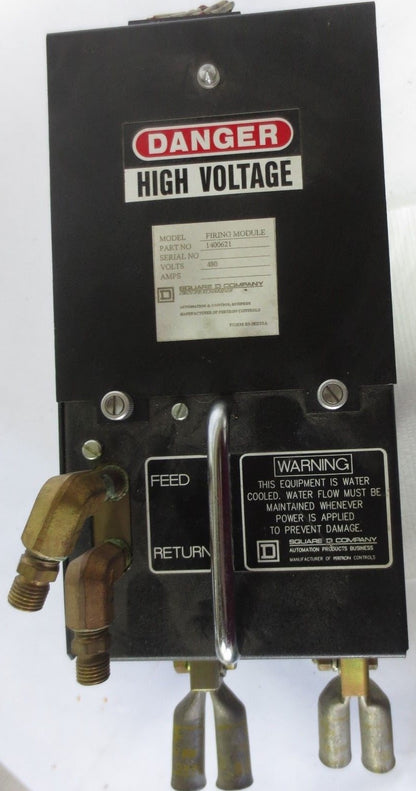 DANGER
HIGH VOLTAGE
MODEL FIRING MODULE
PART NO 1400621
SERIAL NO
VOLTS 480
AMPS
D SQUARE D COMPANY
AUTOMATION & CONTROL BUSINESS
MANUFACTURER OF PERTRON CONTROLS
FEED
RETURN
WARNING
THIS EQUIPMENT IS WATER
COOLED. WATER FLOW MUST BE
MAINTAINED WHENEVER
POWER IS APPLIED
TO PREVENT DAMAGE.
D SQUARE D COMPANY
AUTOMATION PRODUCTS BUSINESS
MANUFACTURER OF PERTRON CONTROLS